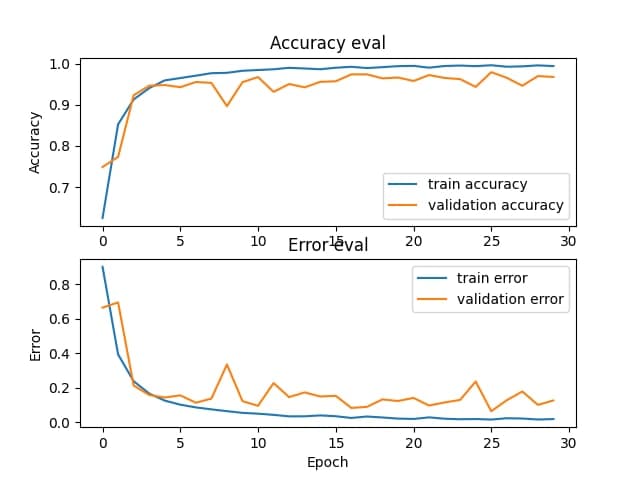 Accuracy eval
1.0
0.9
0.8
0.7
Accuracy
train accuracy
validation accuracy
0 5 10 15 20 25 30
Error eval
0.8
0.6
0.4
0.2
0.0
Error
train error
validation error
0 5 10 15 20 25 30
Epoch